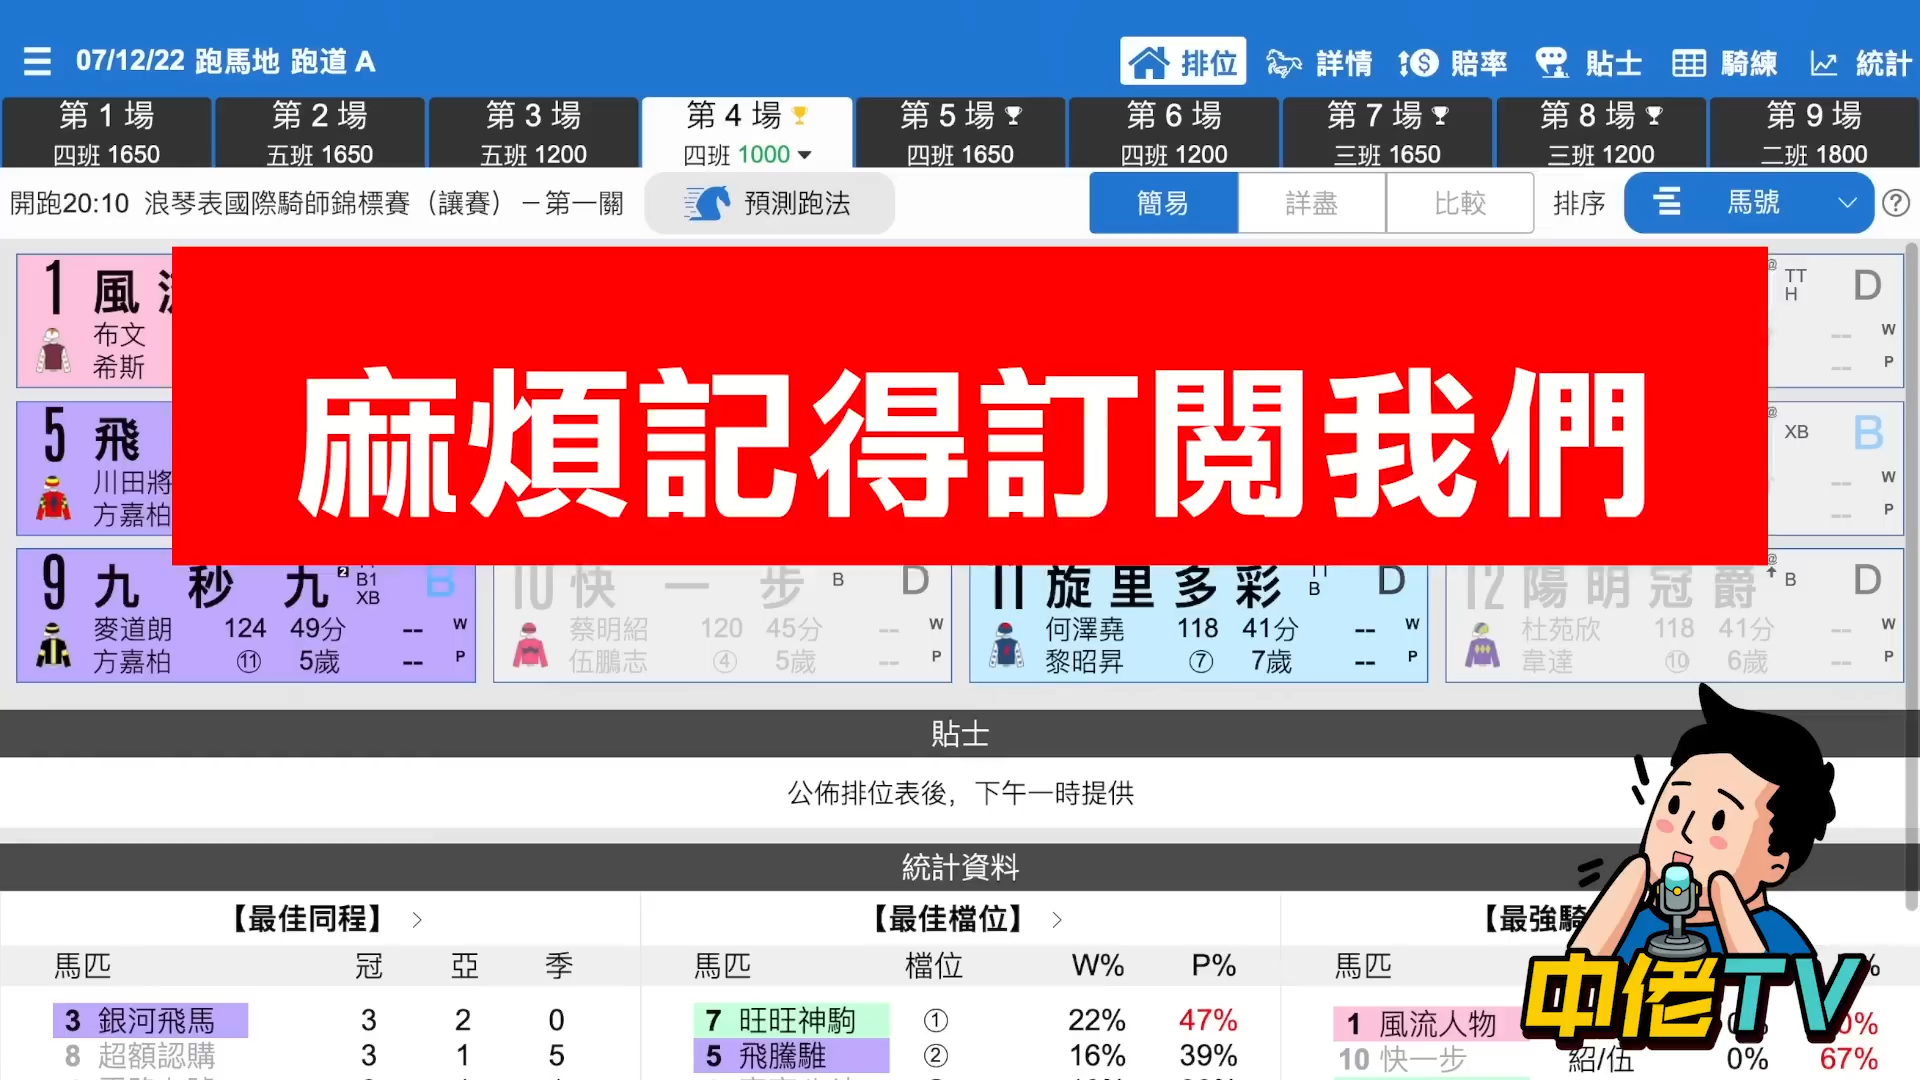 07/12/22 跑馬地 跑道 A
排位 詳情 賠率 貼士 騎練 統計
第 1 場 第 2 場 第 3 場 第 4 場 第 5 場 第 6 場 第 7 場 第 8 場 第 9 場
四班 1650 五班 1650 五班 1200 四班 1000 四班 1650 四班 1200 三班 1650 三班 1200 二班 1800
開跑20:10 浪琴表國際騎師錦標賽（讓賽）－第一關 預測跑法 簡易 詳盡 比較 排序 馬號 ?
1 風
布文
希斯
TT
H
D
-- W
-- P
麻煩記得訂閱我們
5 飛
川田將
方嘉柏
XB
B
-- W
-- P
9 九秒九 2 B1 XB B
麥道朗 124 49分 -- W
方嘉柏 ⑪ 5歲 -- P
10 快一步 B D
蔡明紹 120 45分 -- W
伍鵬志 ④ 5歲 -- P
11 旋里多彩 B D
何澤堯 118 41分 -- W
黎昭昇 ⑦ 7歲 -- P
12 陽明冠爵 B D
杜苑欣 118 41分 -- W
韋達 ⑩ 6歲 -- P
貼士
公佈排位表後，下午一時提供
統計資料
【最佳同程】 >
馬匹 冠 亞 季
3 銀河飛馬 3 2 0
8 超額認購 3 1 5
【最佳檔位】 >
馬匹 檔位 W% P%
7 旺旺神駒 ① 22% 47%
5 飛騰騅 ② 16% 39%
【最強騎
馬匹
1 風流人物
10 快一步 紹/伍 0% 67%
中佬TV